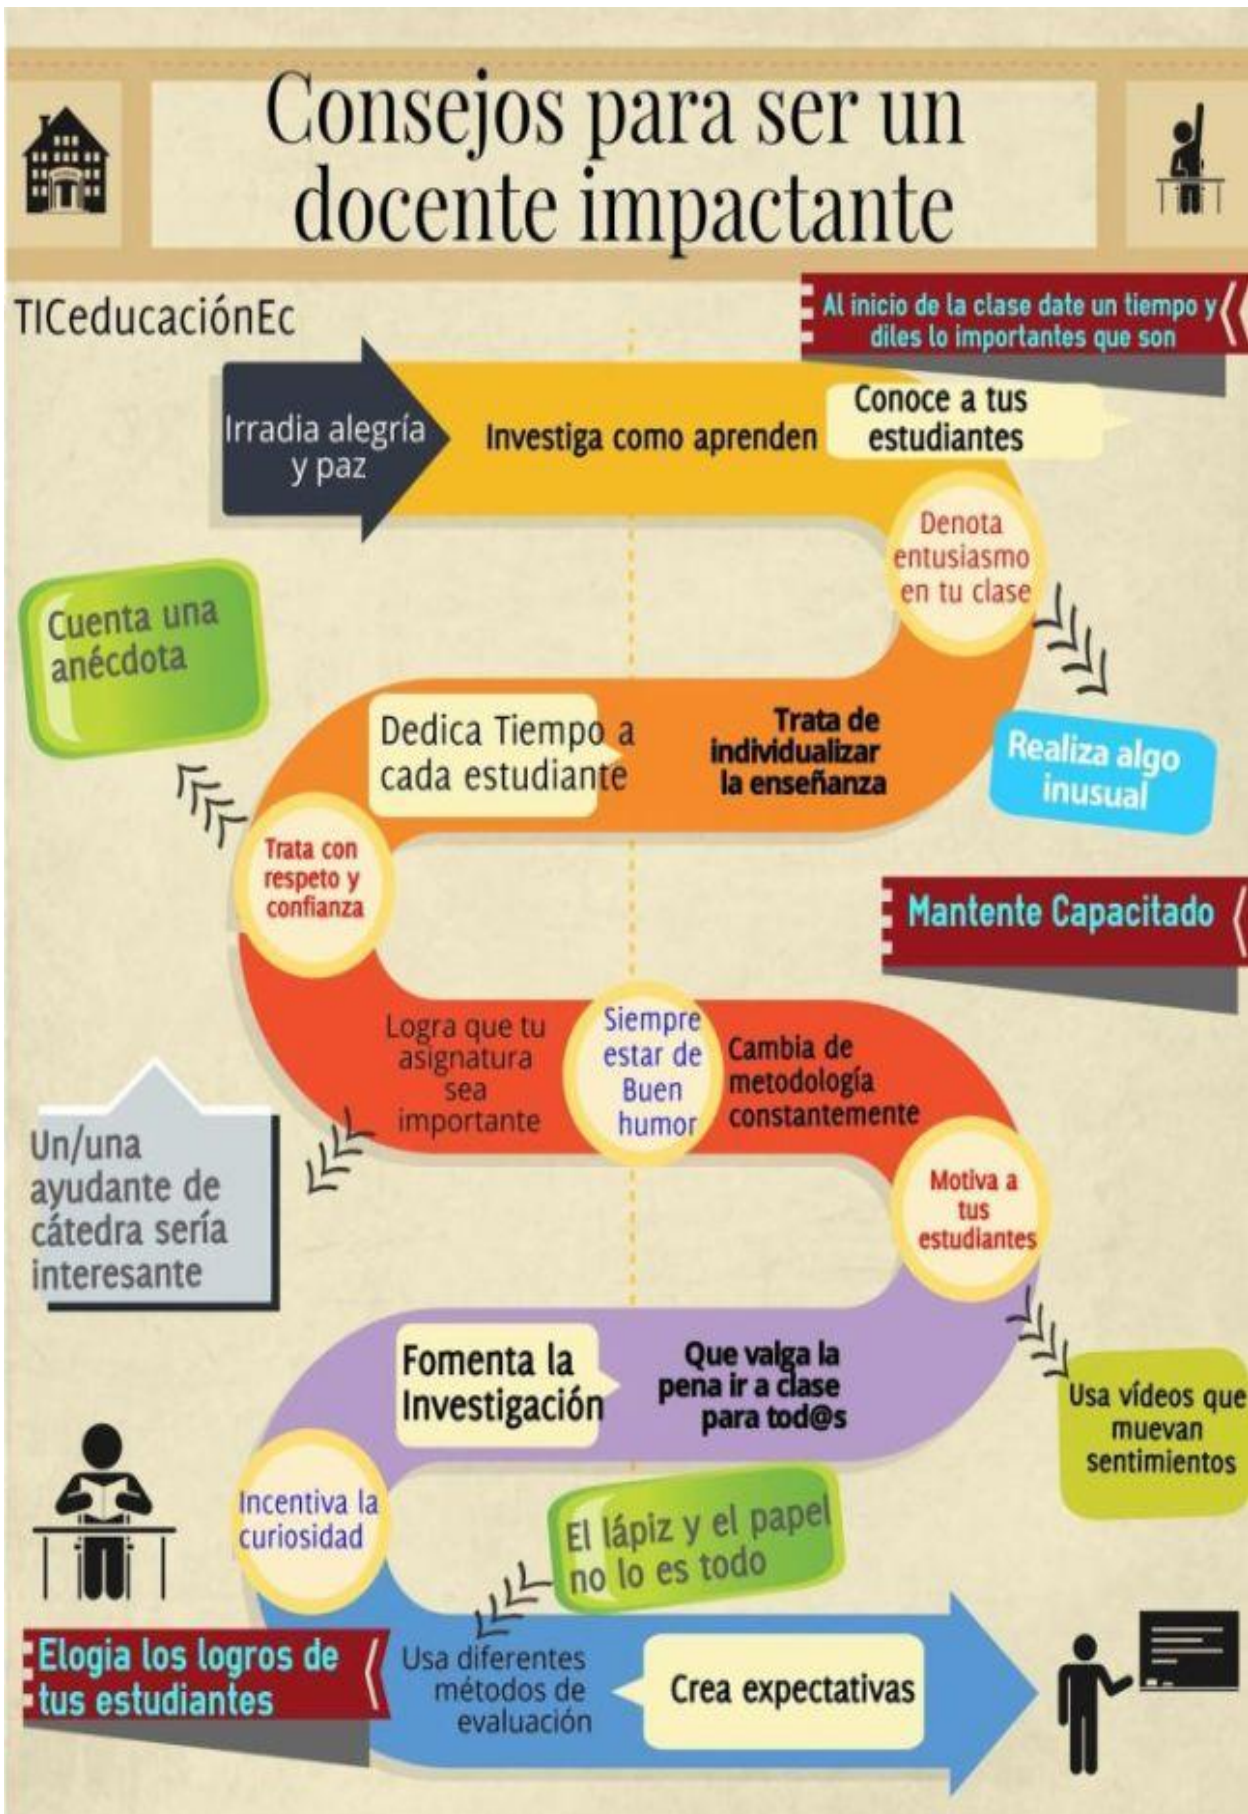 Consejos para ser un
docente impactante
TICeducaciónEc
Al inicio de la clase date un tiempo y
diles lo importantes que son
Irradia alegría
y paz
Investiga como aprenden
Conoce a tus
estudiantes
Denota
entusiasmo
en tu clase
Cuenta una
anécdota
Dedica Tiempo a
cada estudiante
Trata de
individualizar
la enseñanza
Realiza algo
inusual
Trata con
respeto y
confianza
Mantente Capacitado
Logra que tu
asignatura
sea
importante
Siempre
estar de
Buen
humor
Cambia de
metodología
constantemente
Un/una
ayudante de
cátedra sería
interesante
Motiva a
tus
estudiantes
Fomenta la
Investigación
Que valga la
pena ir a clase
para tod@s
Usa vídeos que
muevan
sentimientos
Incentiva la
curiosidad
El lápiz y el papel
no lo es todo
Elogia los logros de
tus estudiantes
Usa diferentes
métodos de
evaluación
Crea expectativas